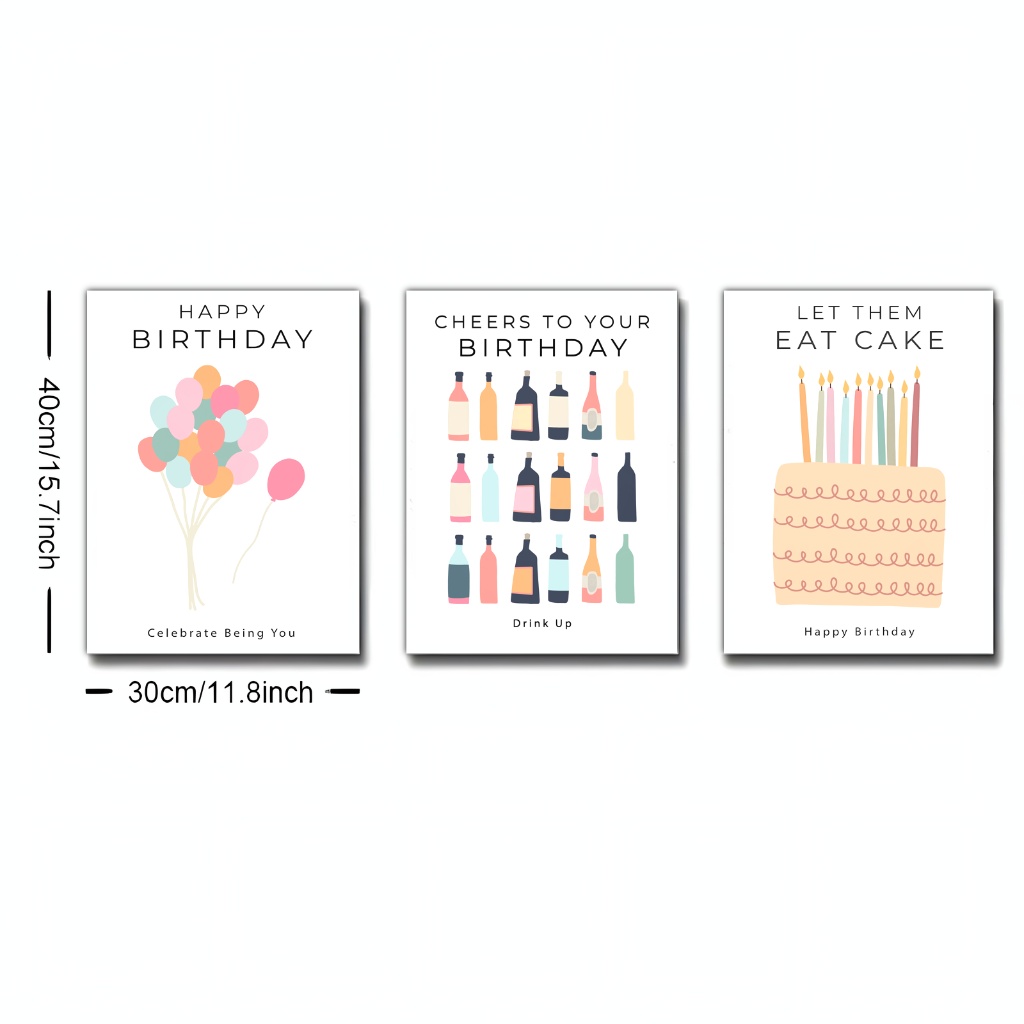 HAPPY
BIRTHDAY
Celebrate Being You
CHEERS TO YOUR
BIRTHDAY
Drink Up
LET THEM
EAT CAKE
Happy Birthday
40cm/15.7inch
30cm/11.8inch